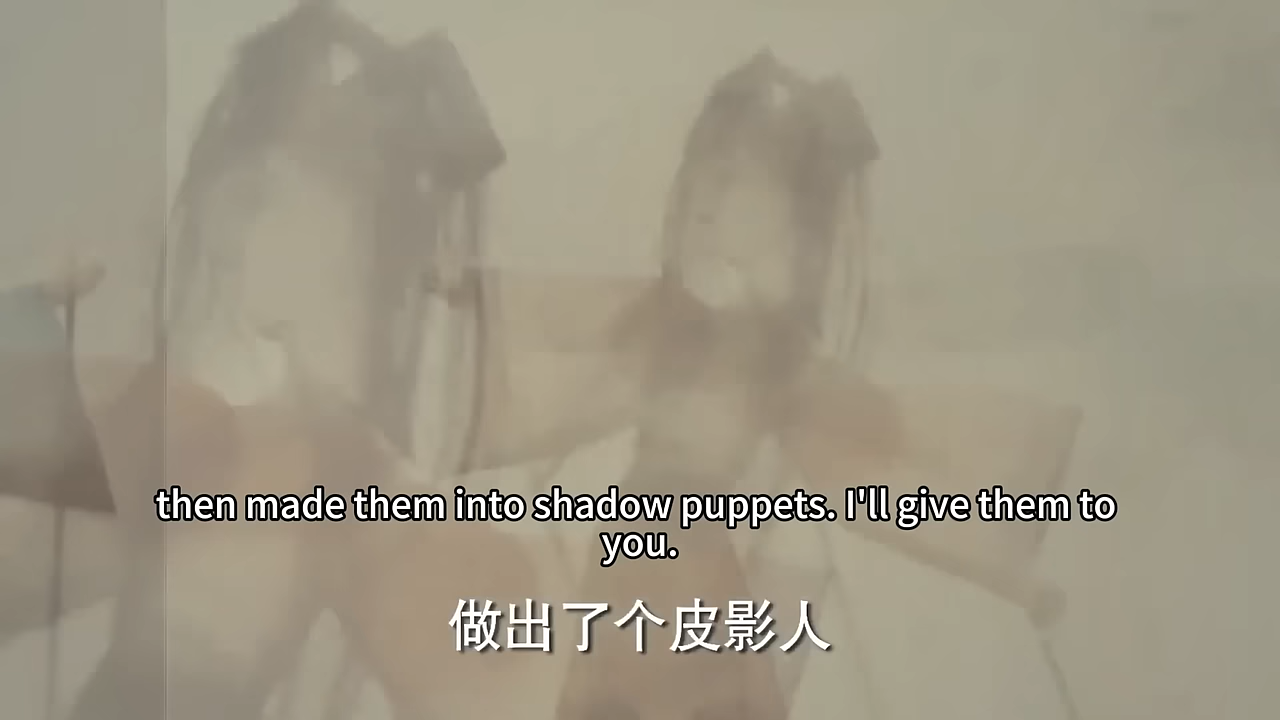 then made them into shadow puppets. I'll give them to
you.
做出了个皮影人